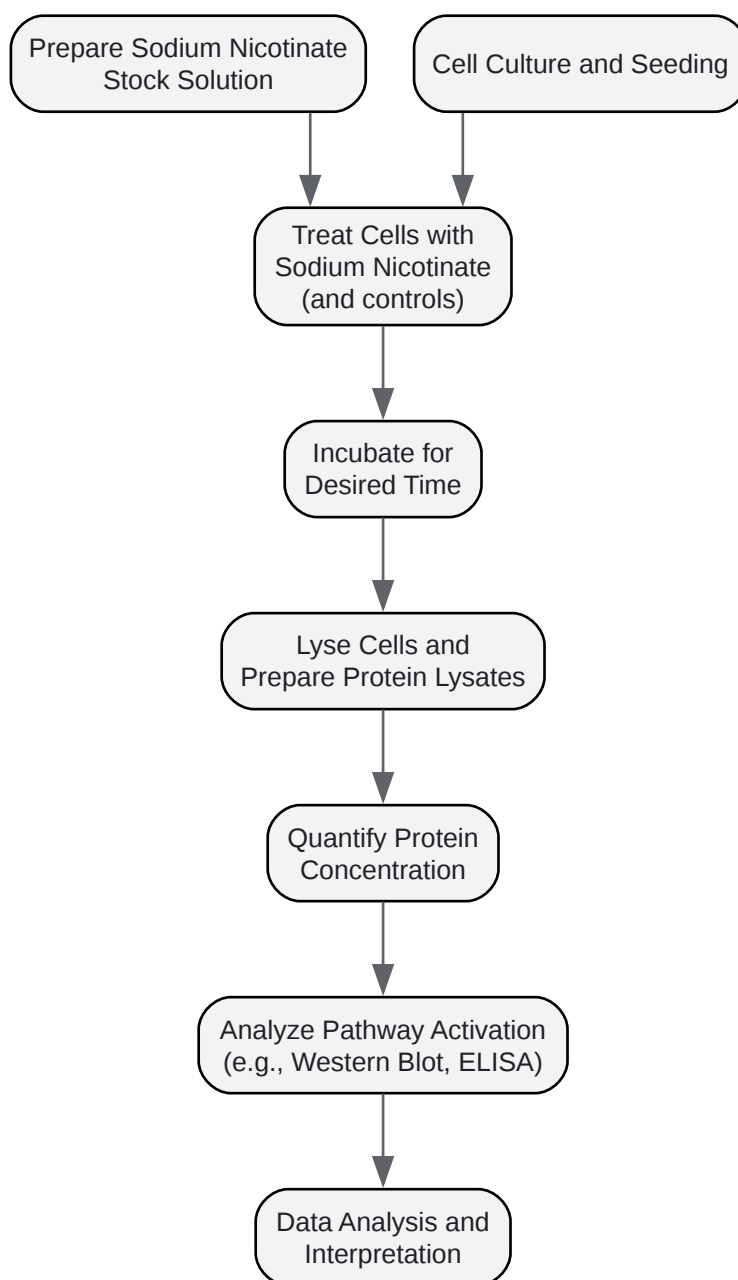 Prepare Sodium Nicotinate
Stock Solution
Cell Culture and Seeding
Treat Cells with
Sodium Nicotinate
(and controls)
Incubate for
Desired Time
Lyse Cells and
Prepare Protein Lysates
Quantify Protein
Concentration
Analyze Pathway Activation
(e.g., Western Blot, ELISA)
Data Analysis and
Interpretation